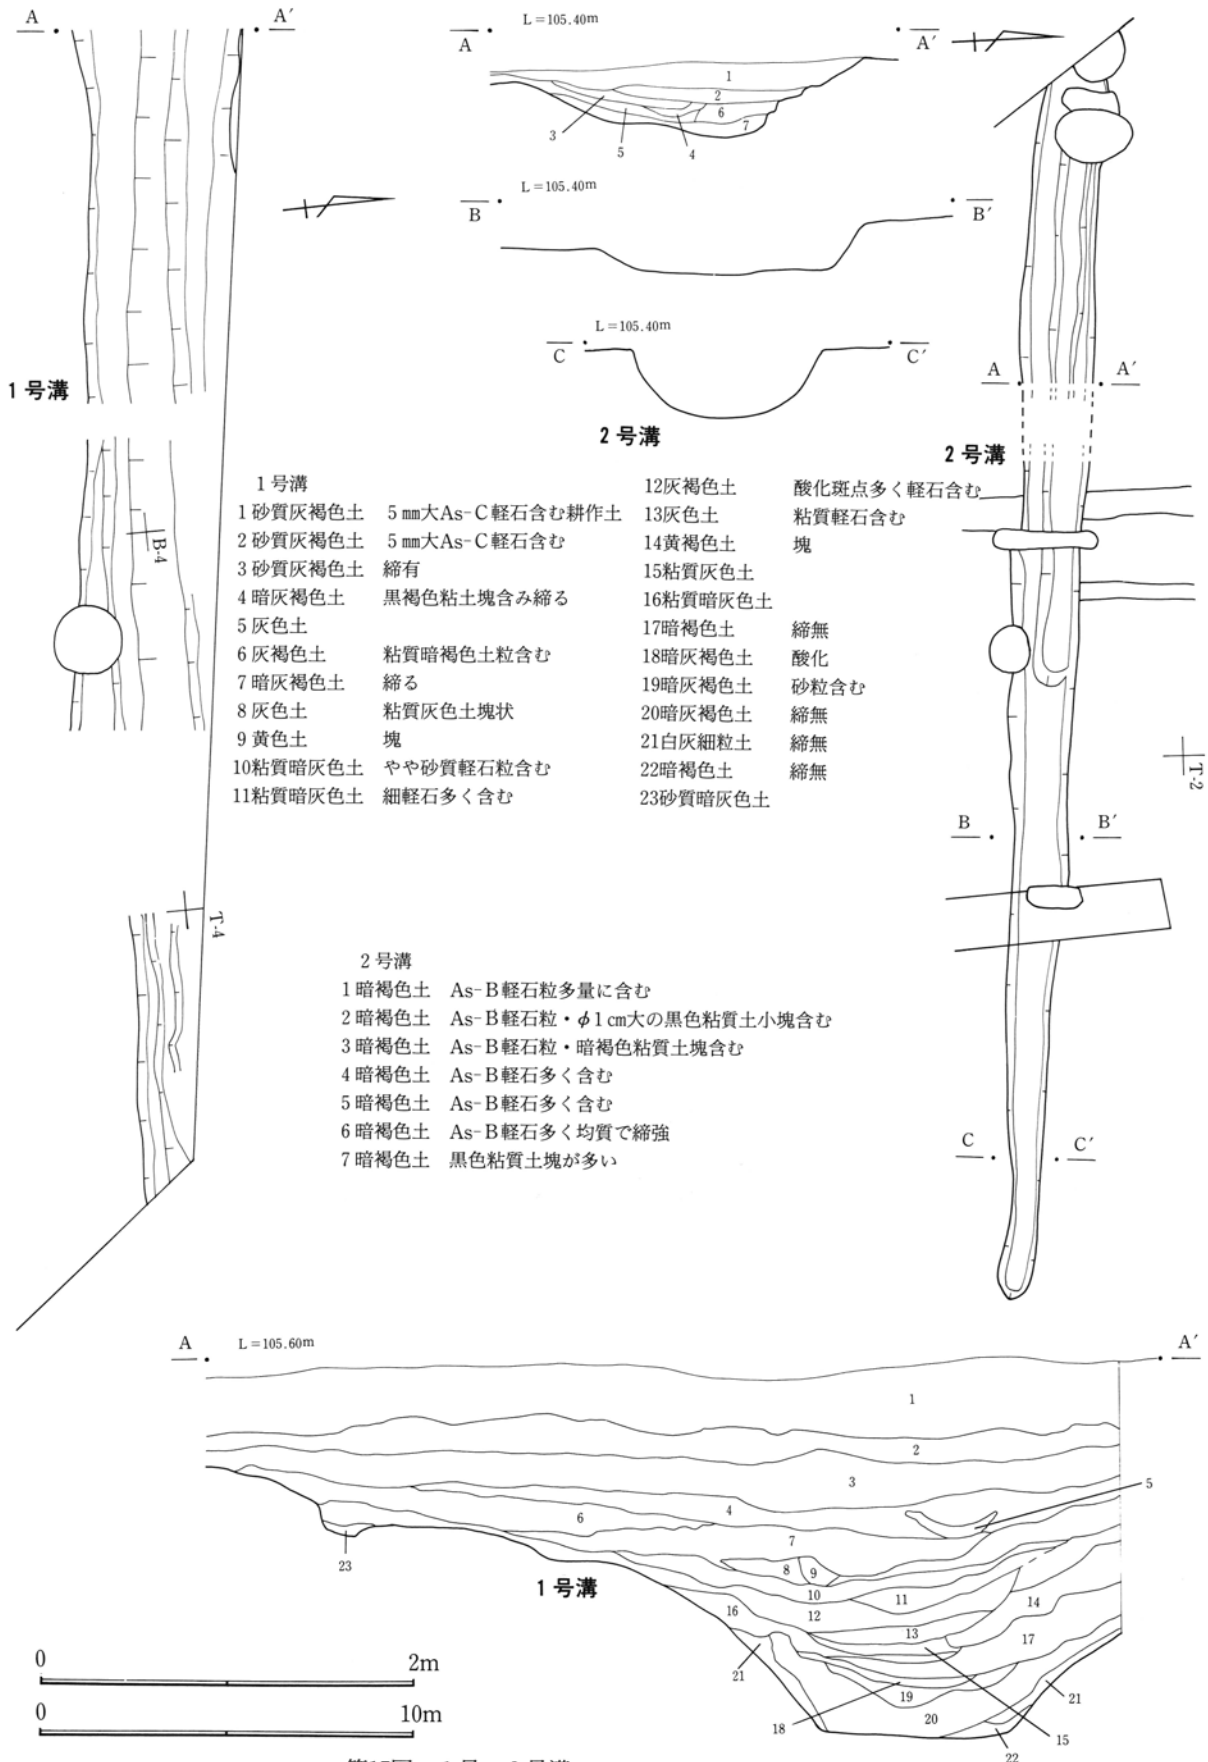 A A′
1号溝
B-4
T-4
L=105.40m
A A′
1
2
6
7
3
5
4
L=105.40m
B B′
L=105.40m
C C′
2号溝
A A′
2号溝
T-2
B B′
C C′
1号溝
1砂質灰褐色土 5㎜大As-C軽石含む耕作土
2砂質灰褐色土 5㎜大As-C軽石含む
3砂質灰褐色土 締有
4暗灰褐色土 黒褐色粘土塊含み締る
5灰色土
6灰褐色土 粘質暗褐色土粒含む
7暗灰褐色土 締る
8灰色土 粘質灰色土塊状
9黄色土 塊
10粘質暗灰色土 やや砂質軽石粒含む
11粘質暗灰色土 細軽石多く含む
12灰褐色土 酸化斑点多く軽石含む
13灰色土 粘質軽石含む
14黄褐色土 塊
15粘質灰色土
16粘質暗灰色土
17暗褐色土 締無
18暗灰褐色土 酸化
19暗灰褐色土 砂粒含む
20暗灰褐色土 締無
21白灰細粒土 締無
22暗褐色土 締無
23砂質暗灰色土
2号溝
1暗褐色土 As-B軽石粒多量に含む
2暗褐色土 As-B軽石粒・φ1㎝大の黒色粘質土小塊含む
3暗褐色土 As-B軽石粒・暗褐色粘質土塊含む
4暗褐色土 As-B軽石多く含む
5暗褐色土 As-B軽石多く含む
6暗褐色土 As-B軽石多く均質で締強
7暗褐色土 黒色粘質土塊が多い
A L=105.60m A′
1
2
3
5
4
6
7
23
8 9
1号溝
10 11
12
14
16
13
17
21
19
21
20
18
15
22
0 2m
0 10m